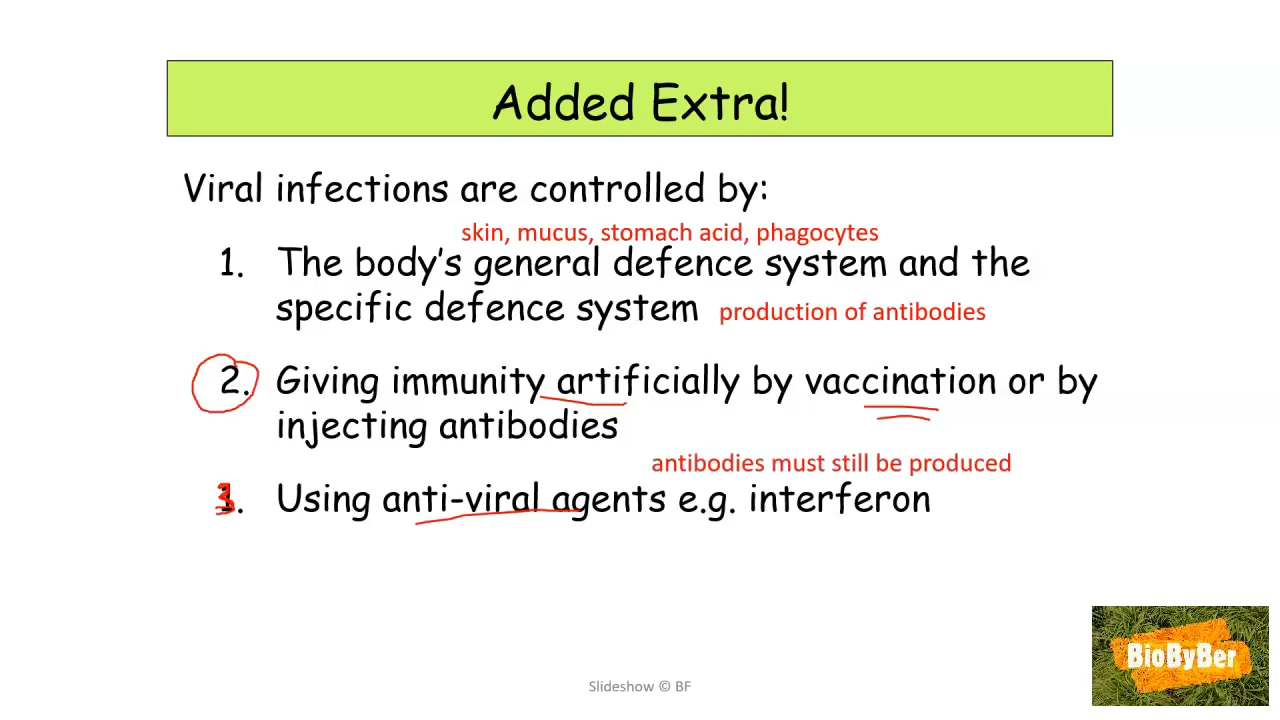 Added Extra!
Viral infections are controlled by:
skin, mucus, stomach acid, phagocytes
1. The body's general defence system and the
specific defence system production of antibodies
2. Giving immunity artificially by vaccination or by
injecting antibodies
antibodies must still be produced
3. Using anti-viral agents e.g. interferon
BioByBer
Slideshow © BF